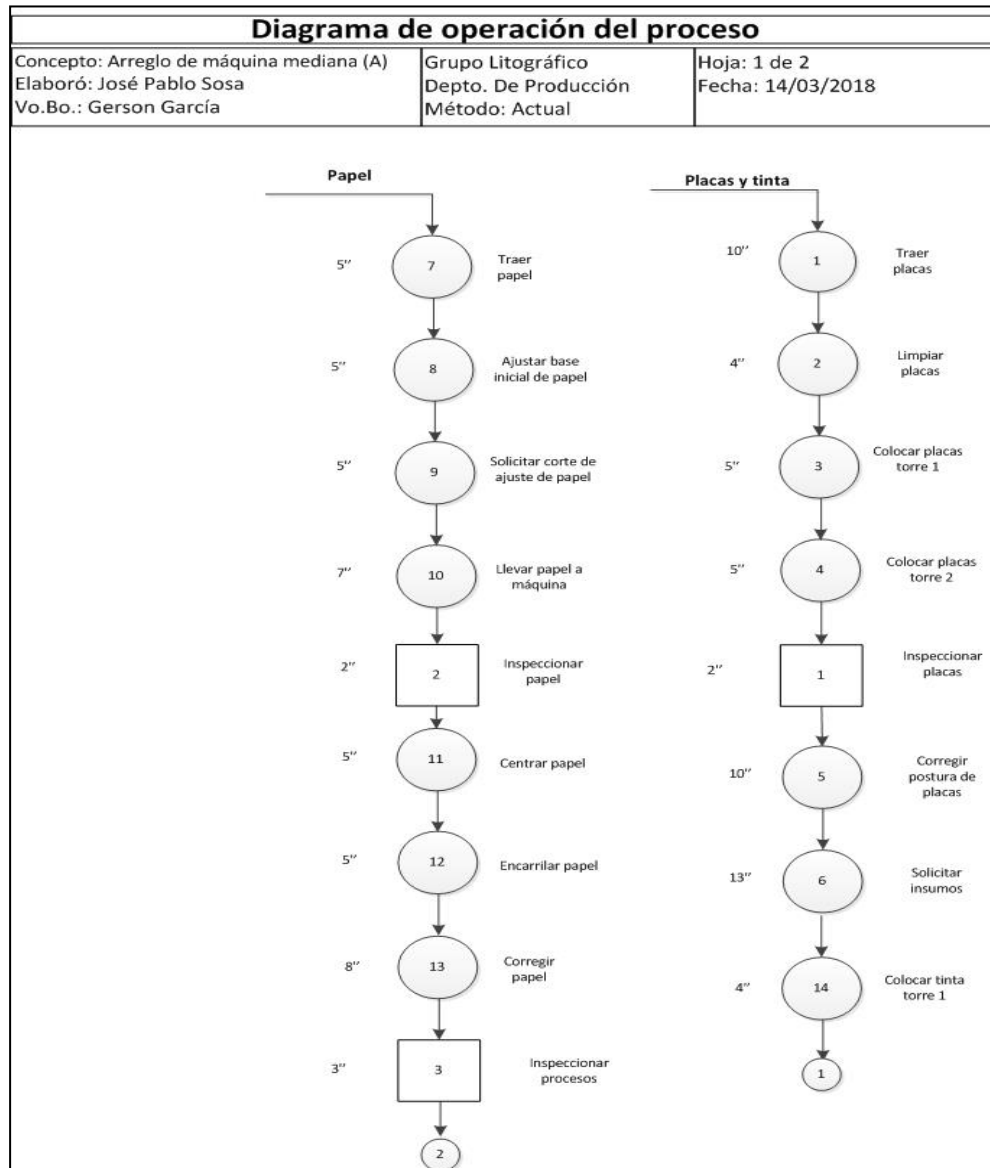 Diagrama de operación del proceso
Concepto: Arreglo de máquina mediana (A)
Elaboró: José Pablo Sosa
Vo.Bo.: Gerson García
Grupo Litográfico
Depto. De Producción
Método: Actual
Hoja: 1 de 2
Fecha: 14/03/2018
Papel
5’’
7
Traer
papel
5’’
8
Ajustar base
inicial de papel
5’’
9
Solicitar corte de
ajuste de papel
7’’
10
Llevar papel a
máquina
2’’
2
Inspeccionar
papel
5’’
11
Centrar papel
5’’
12
Encarrilar papel
8’’
13
Corregir
papel
3’’
3
Inspeccionar
procesos
2
Placas y tinta
10’’
1
Traer
placas
4’’
2
Limpiar
placas
5’’
3
Colocar placas
torre 1
5’’
4
Colocar placas
torre 2
2’’
1
Inspeccionar
placas
10’’
5
Corregir
postura de
placas
13’’
6
Solicitar
insumos
4’’
14
Colocar tinta
torre 1
1